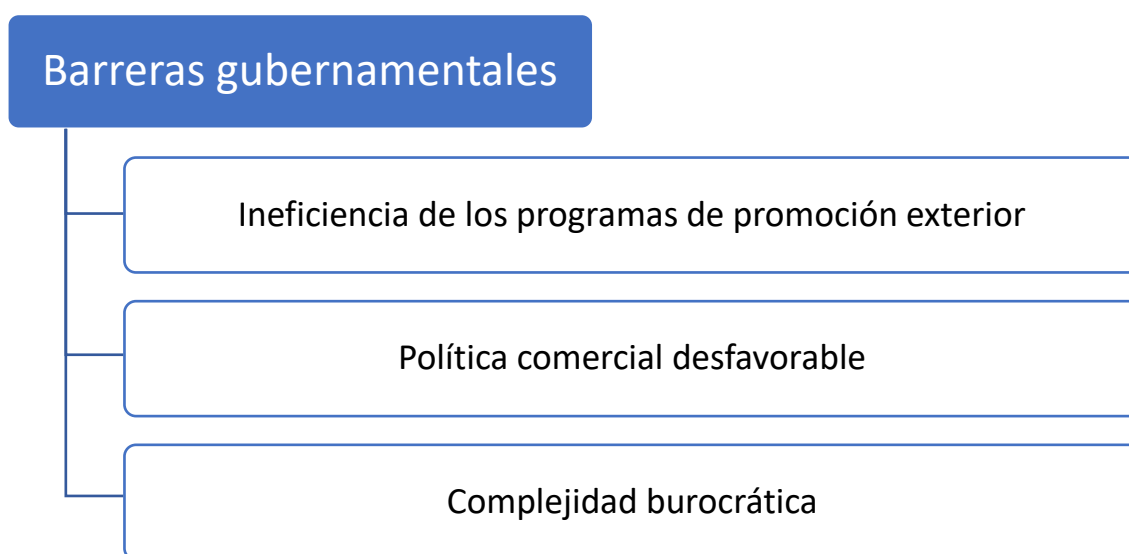 Barreras gubernamentales
Ineficiencia de los programas de promoción exterior
Política comercial desfavorable
Complejidad burocrática